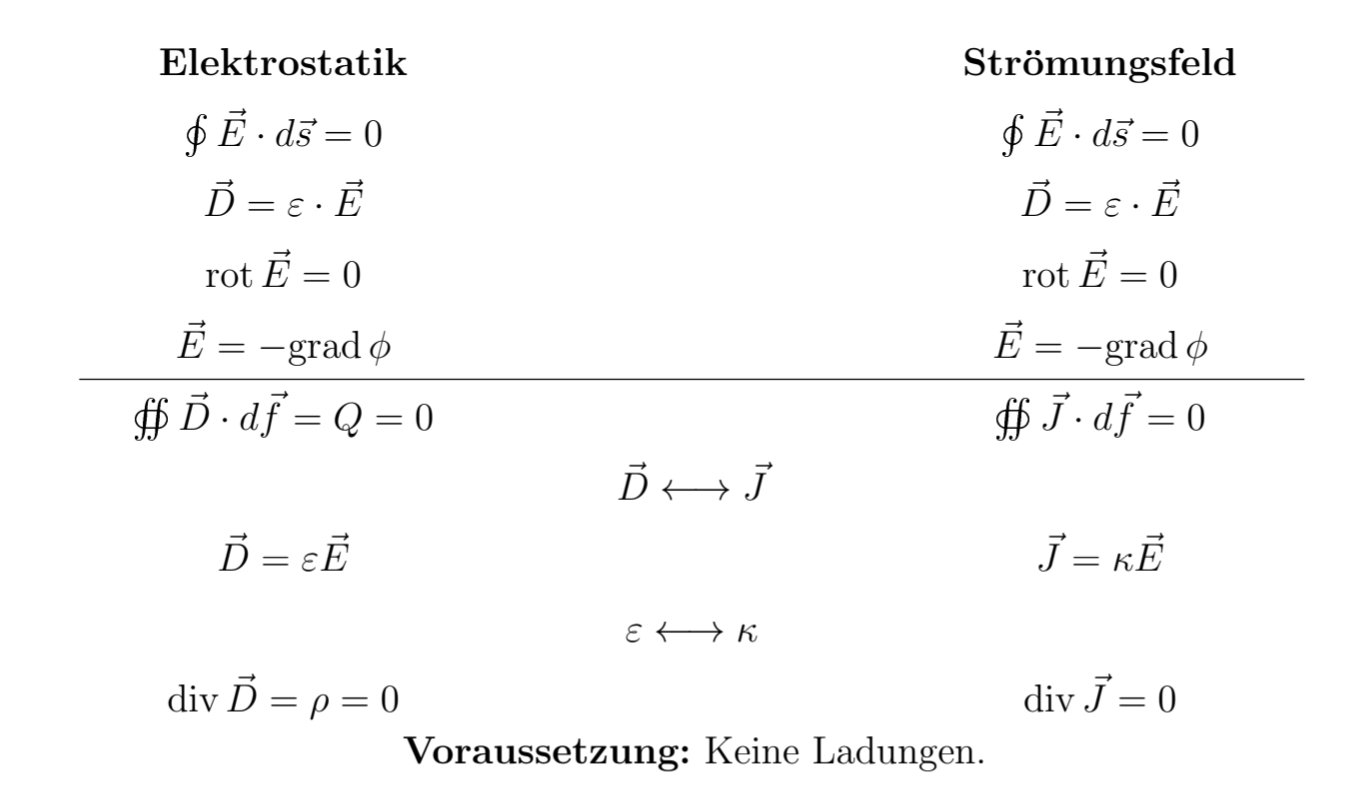 Elektrostatik Strömungsfeld
∮ E⃗ · ds⃗ = 0 ∮ E⃗ · ds⃗ = 0
D⃗ = ε · E⃗ D⃗ = ε · E⃗
rot E⃗ = 0 rot E⃗ = 0
E⃗ = −grad ϕ E⃗ = −grad ϕ
∯ D⃗ · df⃗ = Q = 0 ∯ J⃗ · df⃗ = 0
D⃗ ⟷ J⃗
D⃗ = εE⃗ J⃗ = κE⃗
ε ⟷ κ
div D⃗ = ρ = 0 div J⃗ = 0
Voraussetzung: Keine Ladungen.